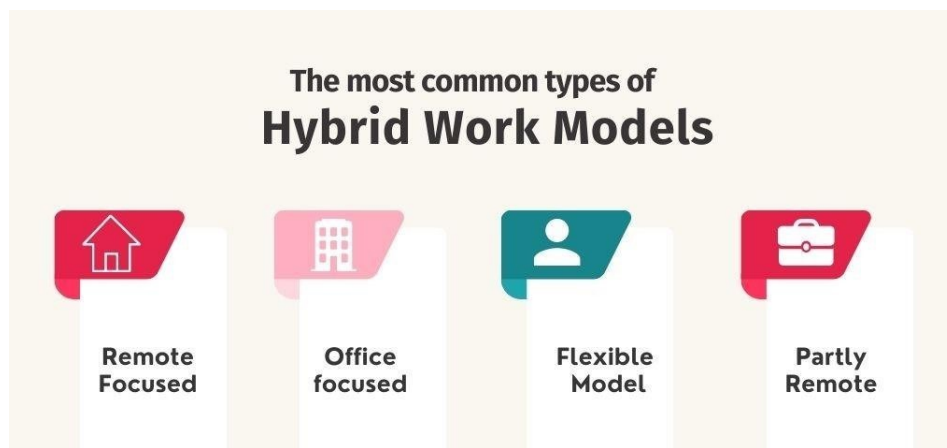 The most common types of
Hybrid Work Models
Remote
Focused
Office
focused
Flexible
Model
Partly
Remote